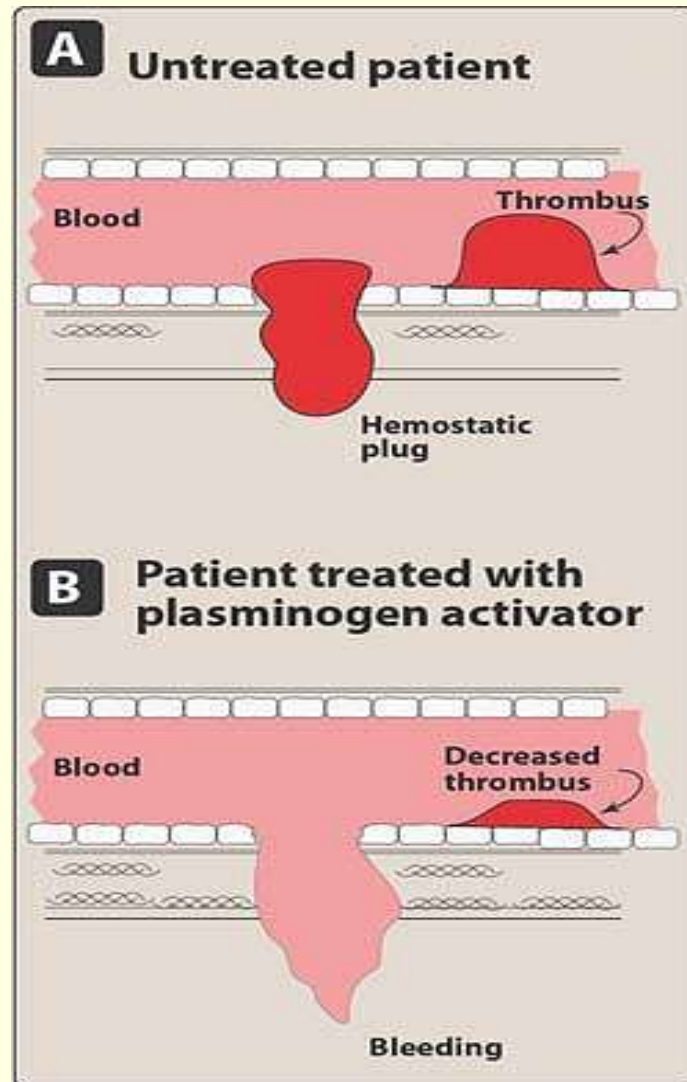 A
Untreated patient
Blood
Thrombus
Hemostatic
plug
B
Patient treated with
plasminogen activator
Blood
Decreased
thrombus
Bleeding